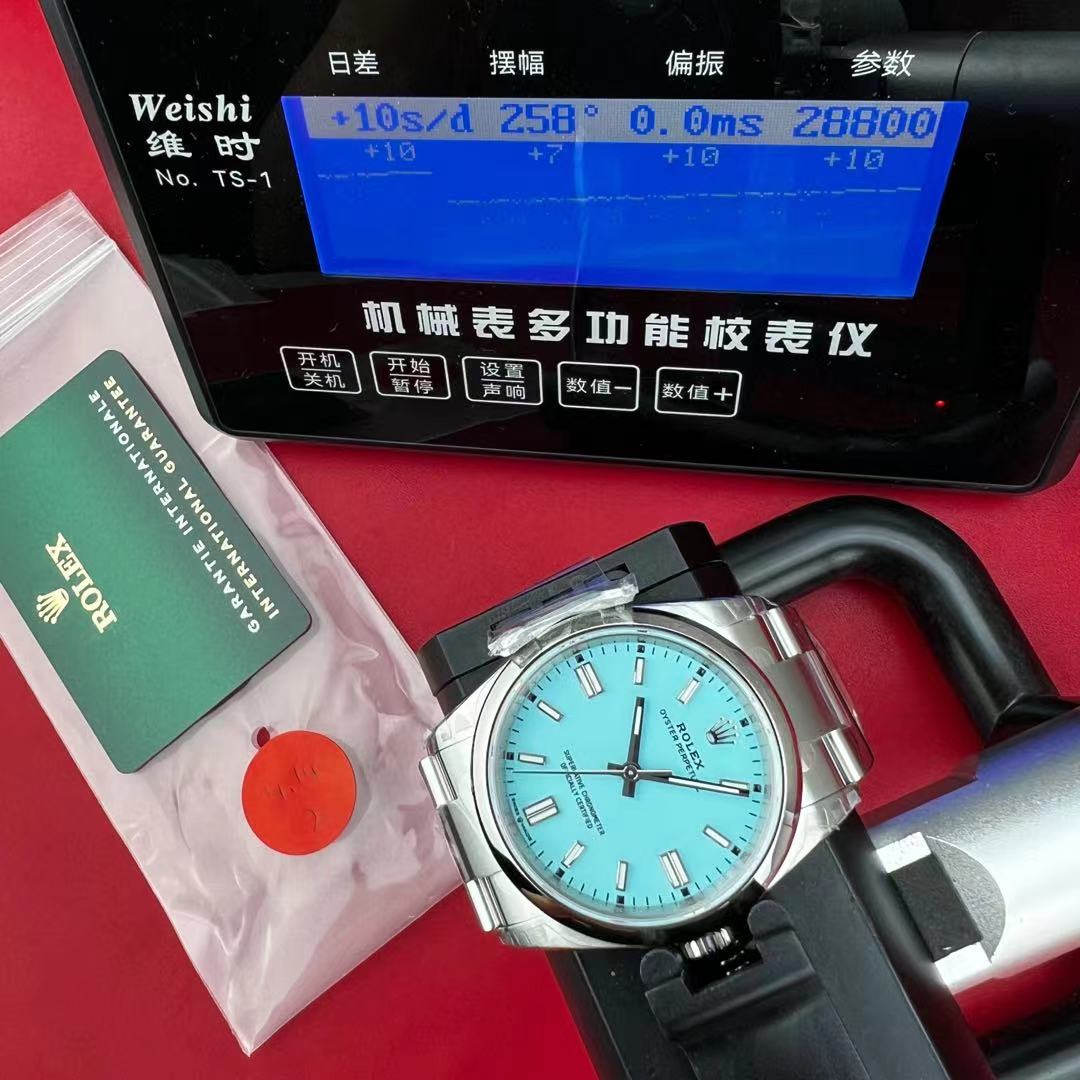 日差 摆幅 偏振 参数
Weishi
维时
No. TS-1
+10s/d 258° 0.0ms 28800
+10 +7 +10 +10
机械表多功能校表仪
开机 开始 设置 数值- 数值+
关机 暂停 声响
GARANTIE INTERNATIONALE
INTERNATIONAL GUARANTEE
ROLEX
ROLEX
OYSTER PERPETUAL
SUPERLATIVE CHRONOMETER
OFFICIALLY CERTIFIED